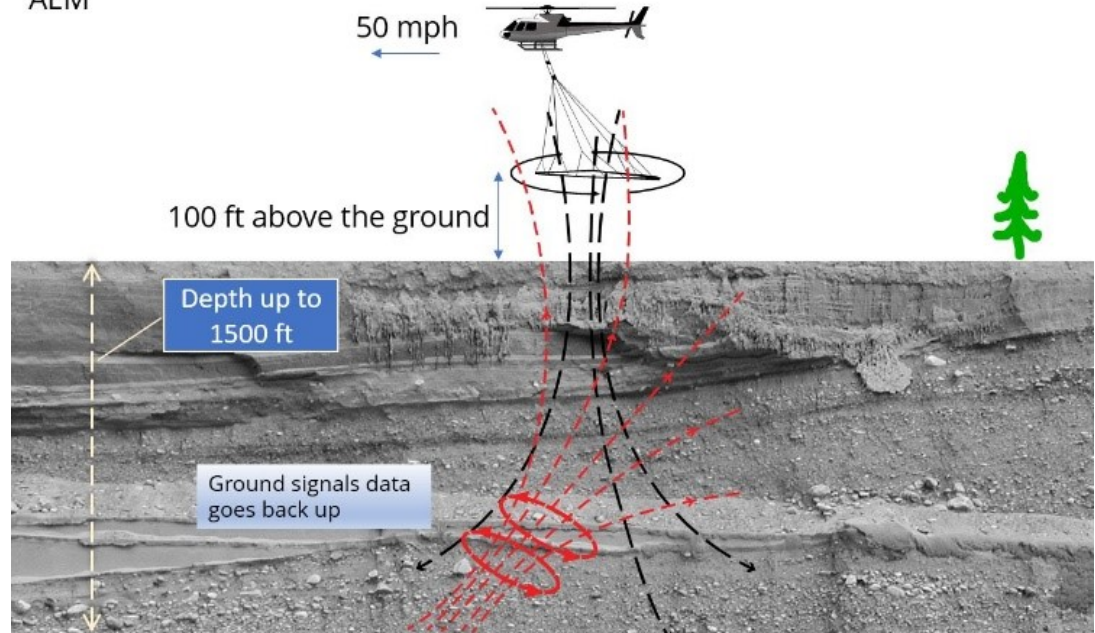 AEM
50 mph
100 ft above the ground
Depth up to
1500 ft
Ground signals data
goes back up